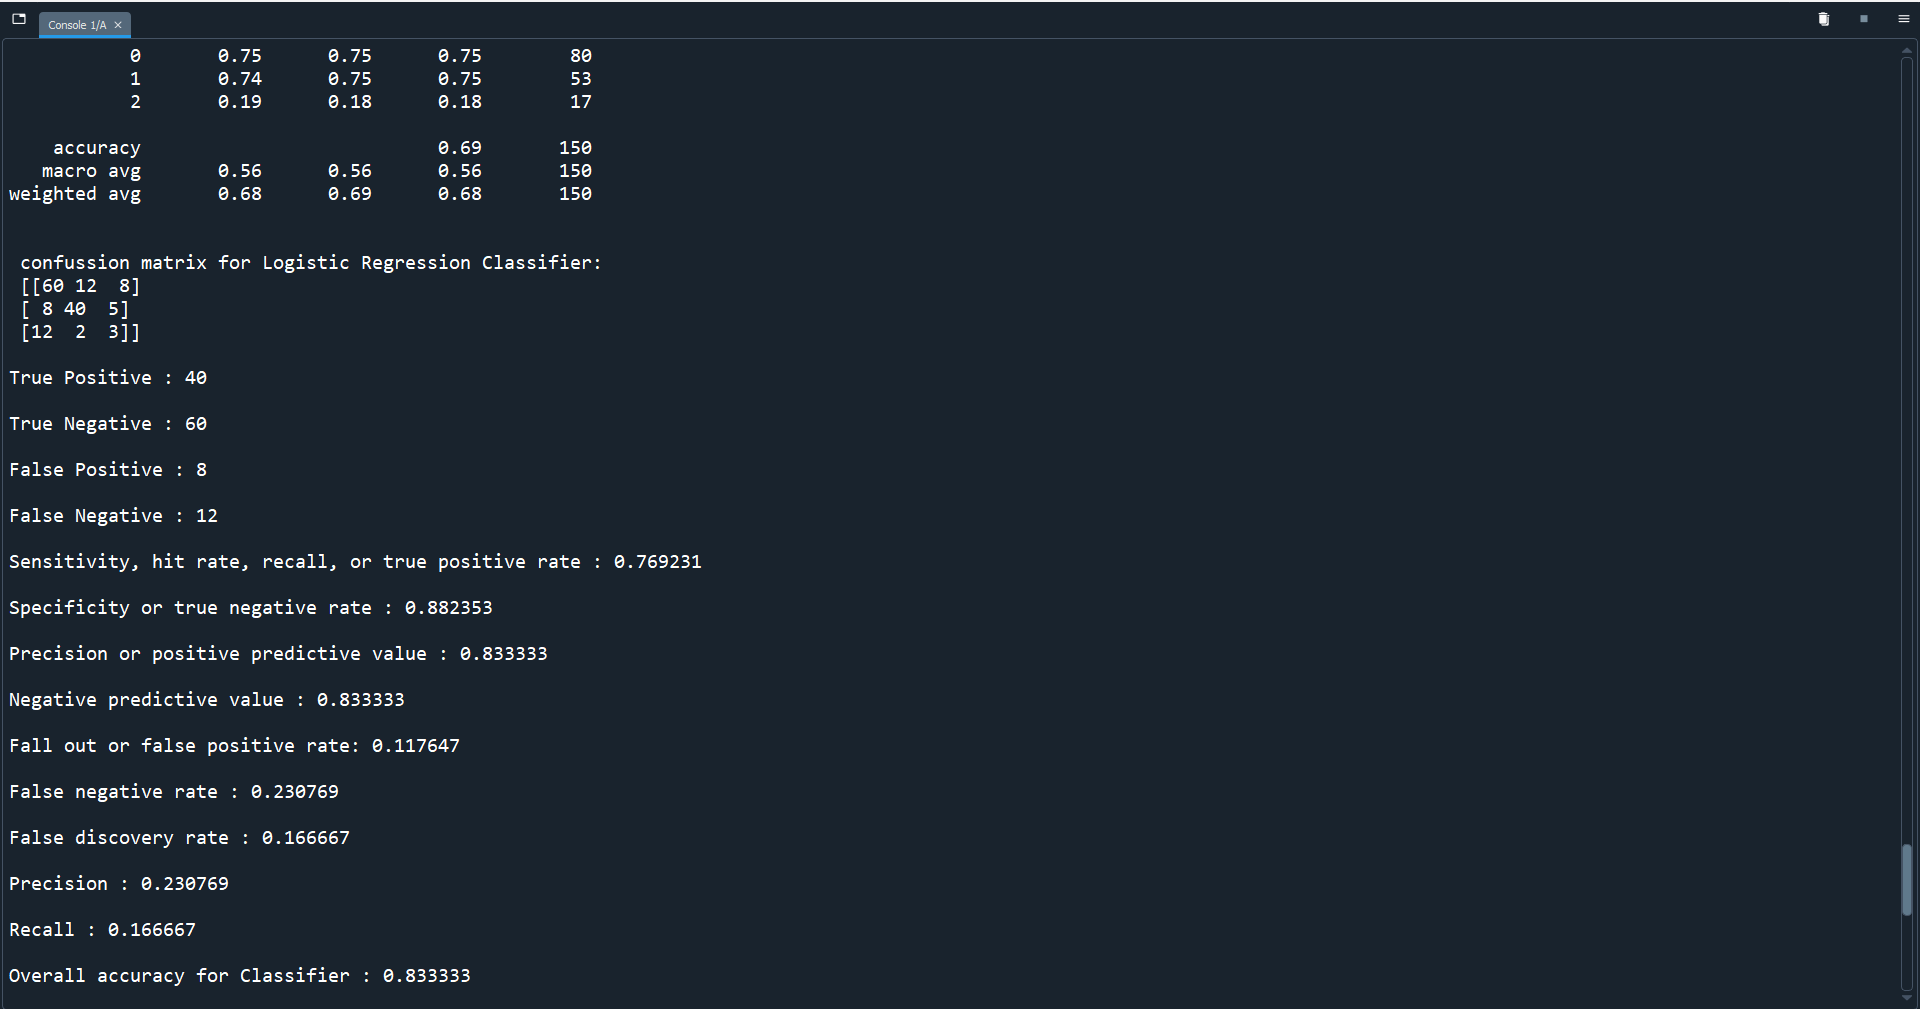 Console 1/A
0 0.75 0.75 0.75 80
1 0.74 0.75 0.75 53
2 0.19 0.18 0.18 17
accuracy 0.69 150
macro avg 0.56 0.56 0.56 150
weighted avg 0.68 0.69 0.68 150
confussion matrix for Logistic Regression Classifier:
[[60 12  8]
[ 8 40  5]
[12  2  3]]
True Positive : 40
True Negative : 60
False Positive : 8
False Negative : 12
Sensitivity, hit rate, recall, or true positive rate : 0.769231
Specificity or true negative rate : 0.882353
Precision or positive predictive value : 0.833333
Negative predictive value : 0.833333
Fall out or false positive rate: 0.117647
False negative rate : 0.230769
False discovery rate : 0.166667
Precision : 0.230769
Recall : 0.166667
Overall accuracy for Classifier : 0.833333